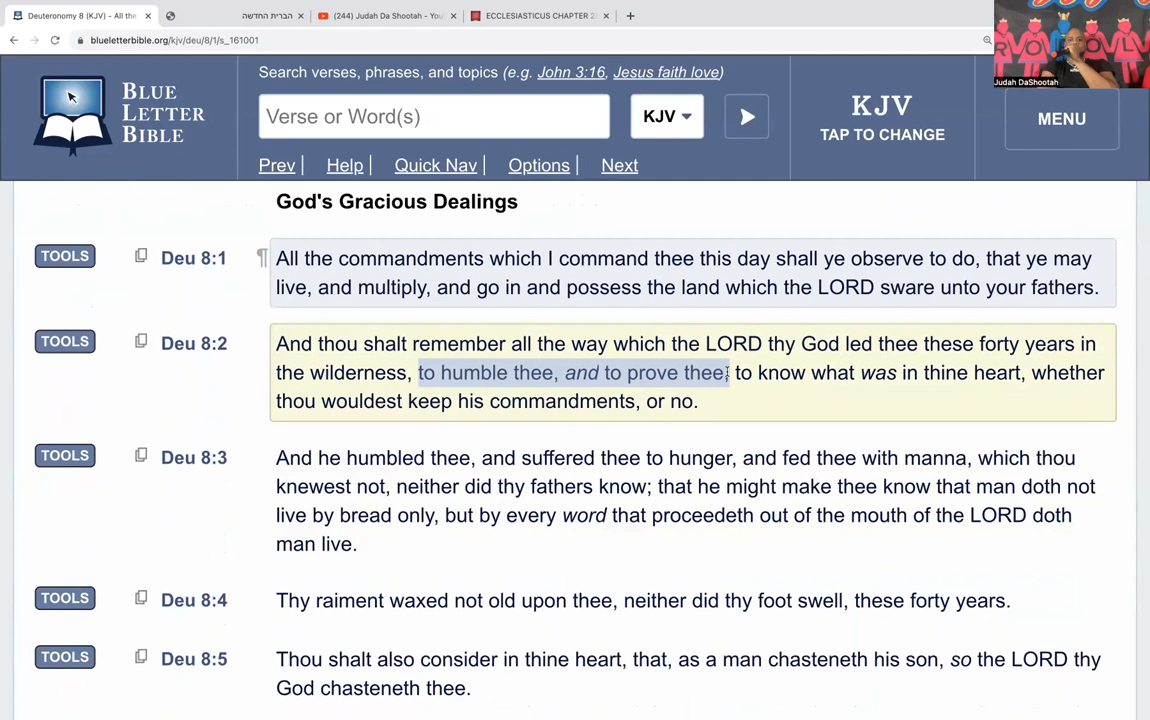 Deuteronomy 8 (KJV) - All the
הברית החדשה
(244) Judah Da Shootah - You
ECCLESIASTICUS CHAPTER 2
blueletterbible.org/kjv/deu/8/1/s_161001
Judah DaShootah
BLUE
LETTER
BIBLE
Search verses, phrases, and topics (e.g. John 3:16, Jesus faith love)
Verse or Word(s)
KJV
Prev | Help | Quick Nav | Options | Next
KJV
TAP TO CHANGE
MENU
God's Gracious Dealings
TOOLS Deu 8:1 ¶ All the commandments which I command thee this day shall ye observe to do, that ye may
live, and multiply, and go in and possess the land which the LORD sware unto your fathers.
TOOLS Deu 8:2 And thou shalt remember all the way which the LORD thy God led thee these forty years in
the wilderness, to humble thee, and to prove thee, to know what was in thine heart, whether
thou wouldest keep his commandments, or no.
TOOLS Deu 8:3 And he humbled thee, and suffered thee to hunger, and fed thee with manna, which thou
knewest not, neither did thy fathers know; that he might make thee know that man doth not
live by bread only, but by every word that proceedeth out of the mouth of the LORD doth
man live.
TOOLS Deu 8:4 Thy raiment waxed not old upon thee, neither did thy foot swell, these forty years.
TOOLS Deu 8:5 Thou shalt also consider in thine heart, that, as a man chasteneth his son, so the LORD thy
God chasteneth thee.